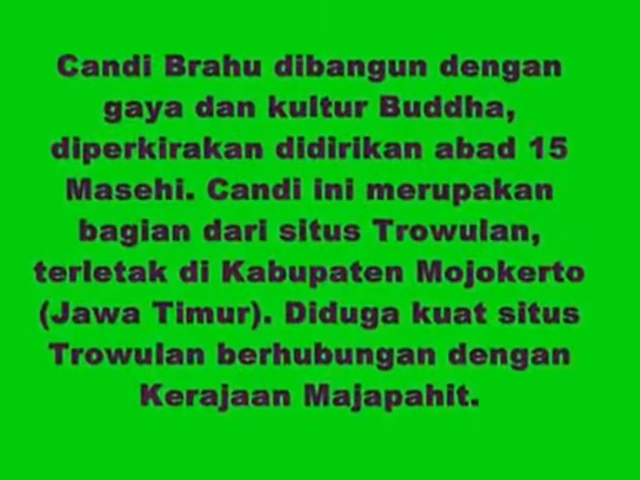 Candi Brahu dibangun dengan
gaya dan kultur Buddha,
diperkirakan didirikan abad 15
Masehi. Candi ini merupakan
bagian dari situs Trowulan,
terletak di Kabupaten Mojokerto
(Jawa Timur). Diduga kuat situs
Trowulan berhubungan dengan
Kerajaan Majapahit.